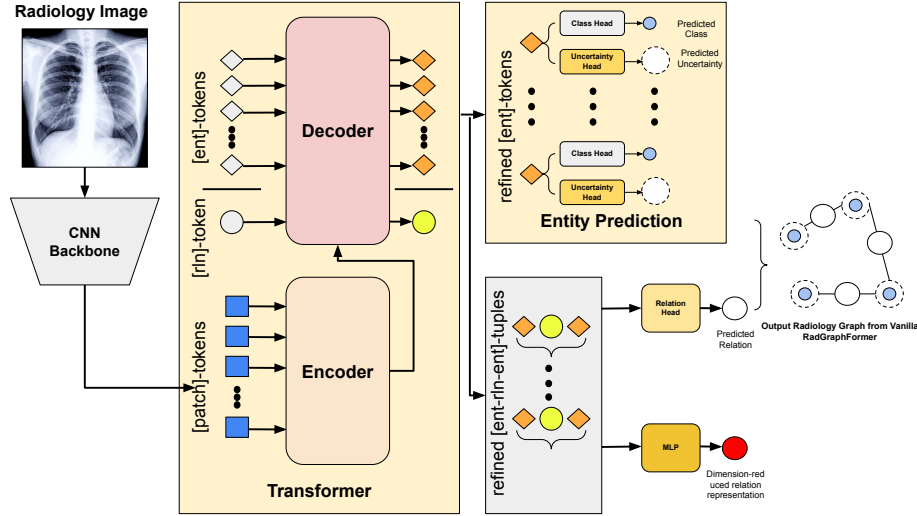 Radiology Image
CNN
Backbone
[ent]-tokens
[rln]-token
[patch]-tokens
Decoder
Encoder
Transformer
refined [ent]-tokens
Class Head
Predicted
Class
Uncertainty
Head
Predicted
Uncertainty
Class Head
Uncertainty
Head
Entity Prediction
refined [ent-rln-ent]-tuples
Relation
Head
Predicted
Relation
Output Radiology Graph from Vanilla
RadGraphFormer
MLP
Dimension-red
uced relation
representation